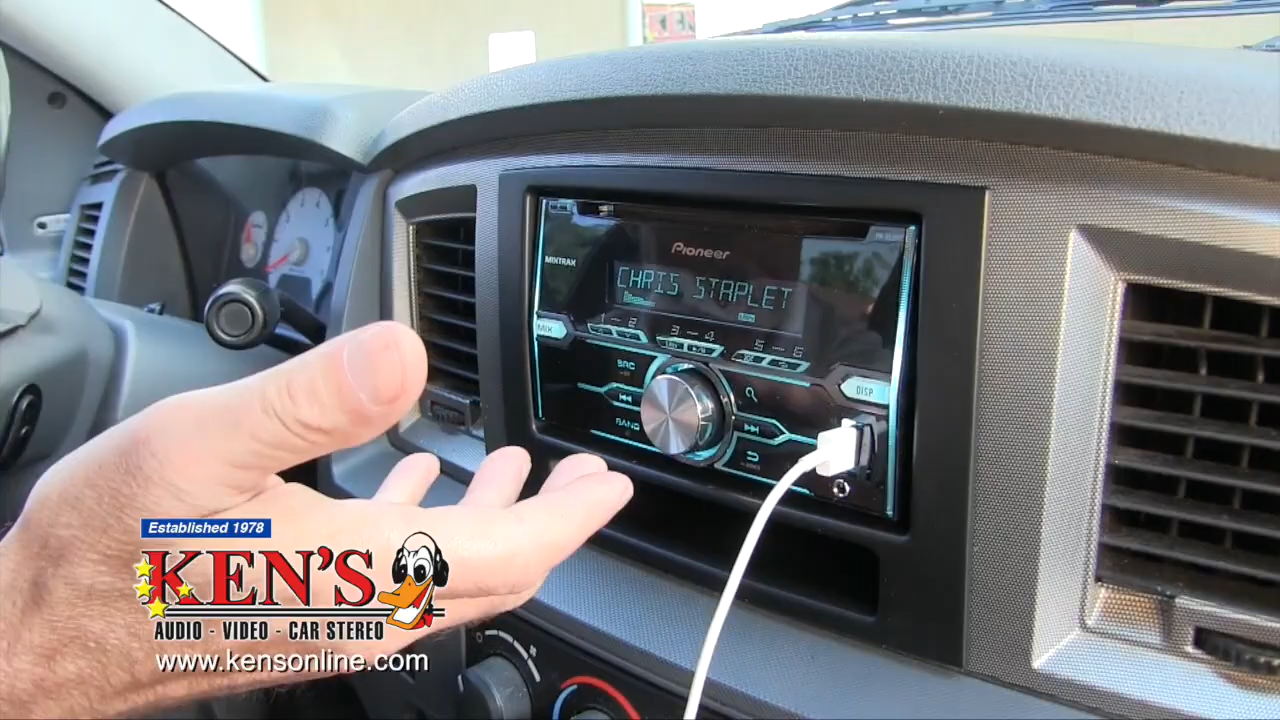 Pioneer
MIXTRAX
CHRIS STAPLET
1 - 2
3 - 4
5 - 6
MIX
SRC
DISP
BAND
Established 1978
KEN'S
AUDIO - VIDEO - CAR STEREO
www.kensonline.com